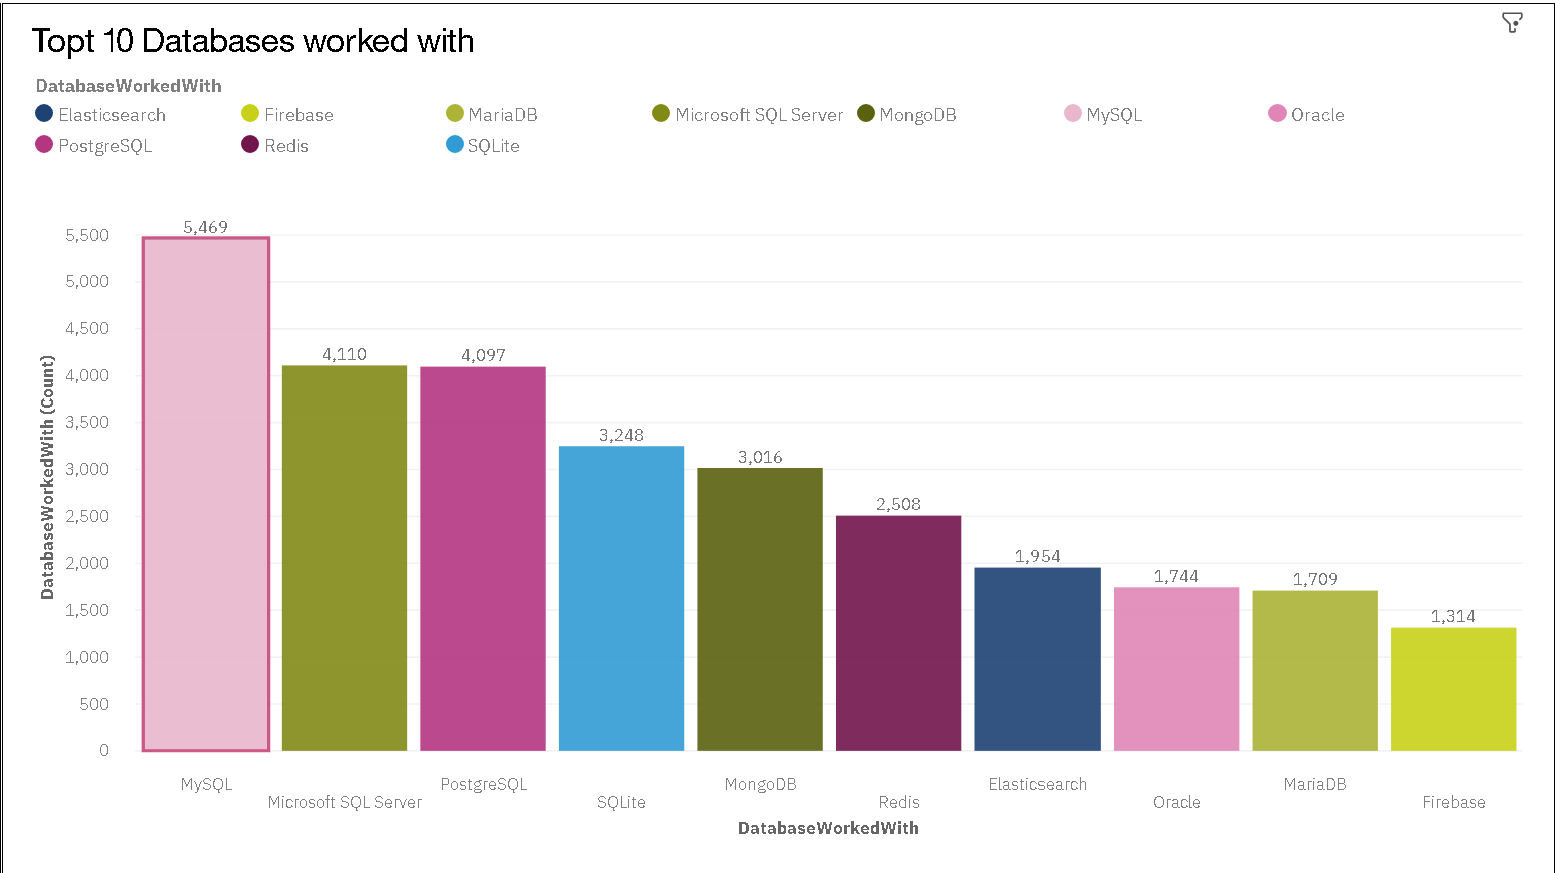 Topt 10 Databases worked with
DatabaseWorkedWith
Elasticsearch Firebase MariaDB Microsoft SQL Server MongoDB MySQL Oracle
PostgreSQL Redis SQLite
DatabaseWorkedWith (Count)
5,500
5,000
4,500
4,000
3,500
3,000
2,500
2,000
1,500
1,000
500
0
5,469
4,110
4,097
3,248
3,016
2,508
1,954
1,744
1,709
1,314
MySQL
Microsoft SQL Server
PostgreSQL
SQLite
MongoDB
Redis
Elasticsearch
Oracle
MariaDB
Firebase
DatabaseWorkedWith